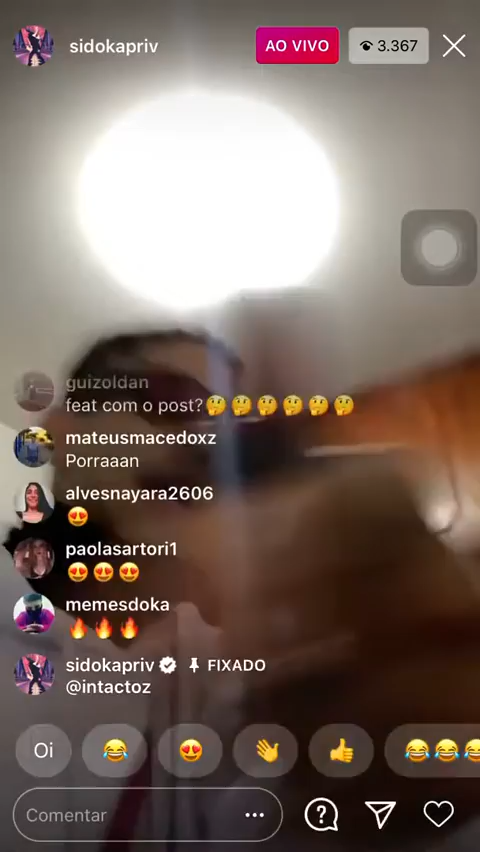 sidokapriv
AO VIVO
3.367
guizoldan
feat com o post?🤔🤔🤔🤔🤔🤔
mateusmacedoxz
Porraaan
alvesnayara2606
😍
paolasartori1
😍😍😍
memesdoka
🔥🔥🔥
sidokapriv FIXADO
@intactoz
Oi 😂 😍 👋 👍 😂😂😂
Comentar